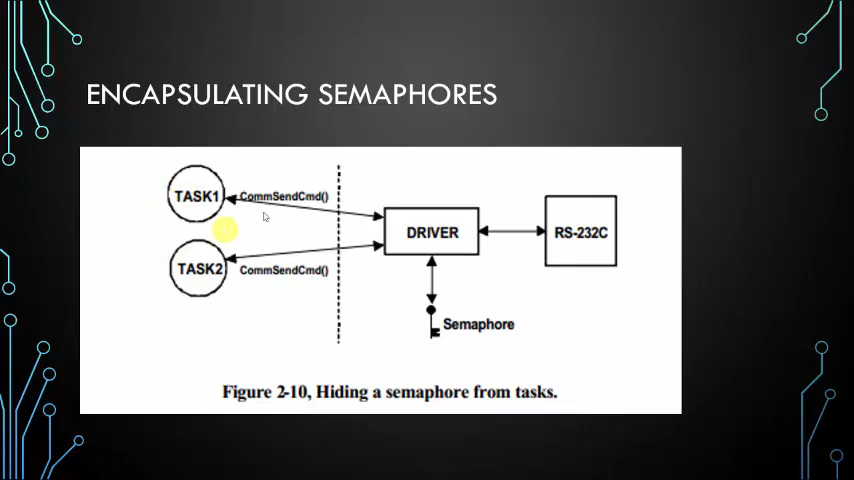 ENCAPSULATING SEMAPHORES
TASK1
CommSendCmd()
DRIVER
RS-232C
TASK2
CommSendCmd()
Semaphore
Figure 2-10, Hiding a semaphore from tasks.